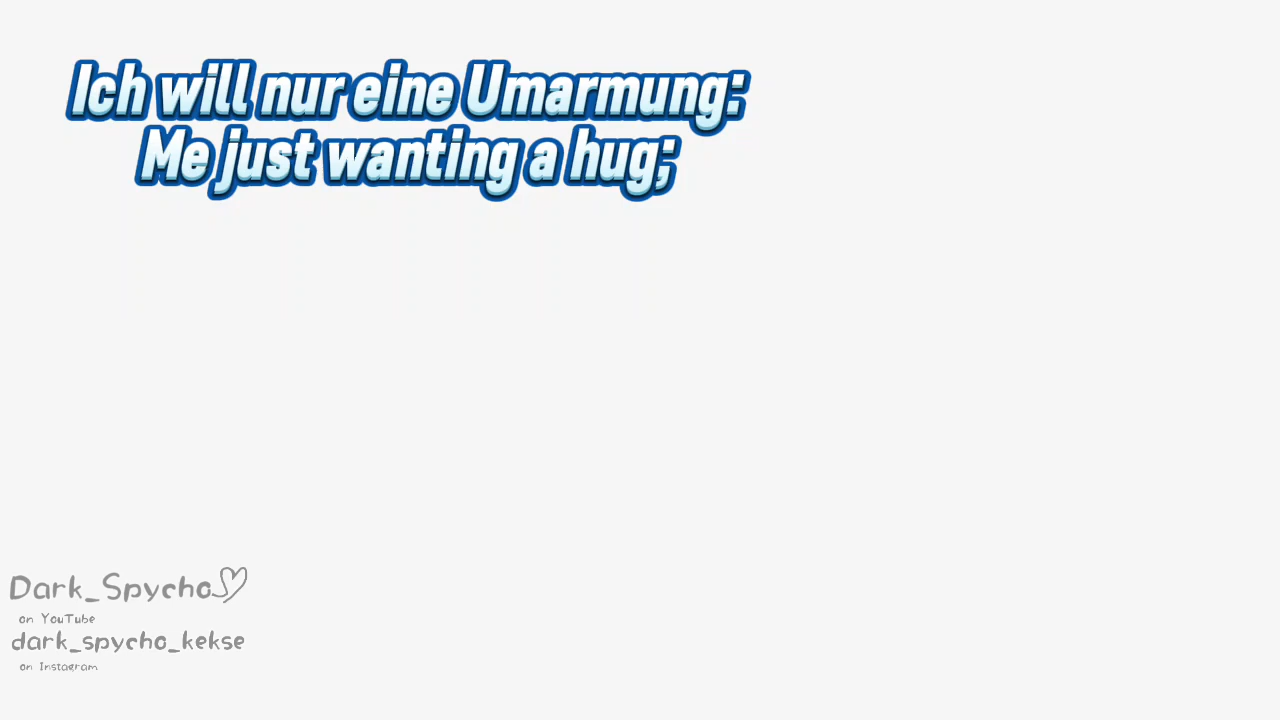 Ich will nur eine Umarmung:
Me just wanting a hug;
Dark_Spycho
on YouTube
dark_spycho_kekse
on Instagram